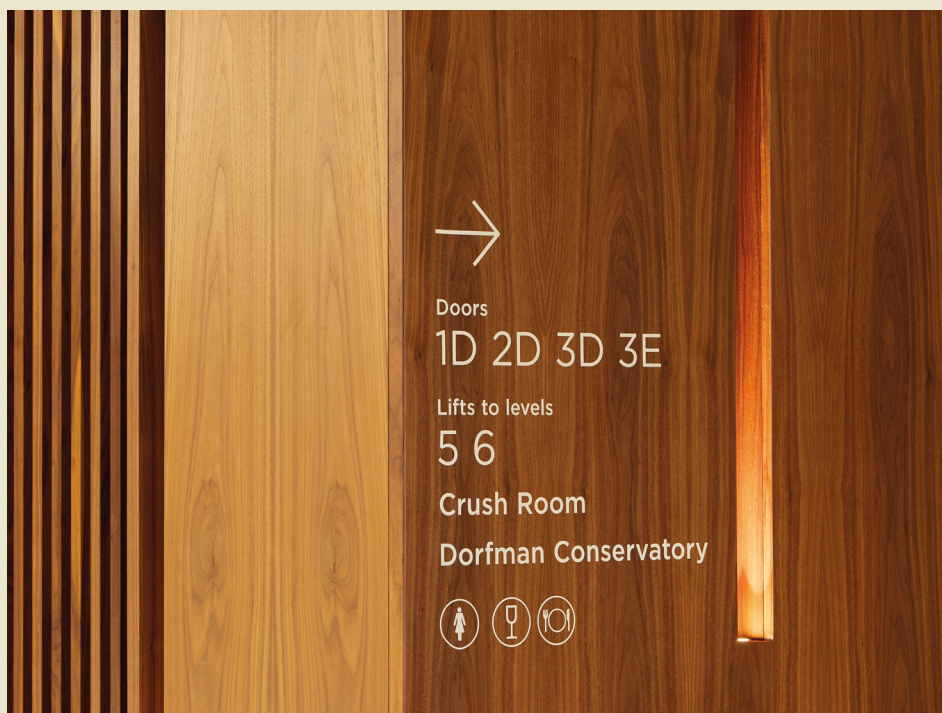 Doors
1D 2D 3D 3E
Lifts to levels
5 6
Crush Room
Dorfman Conservatory